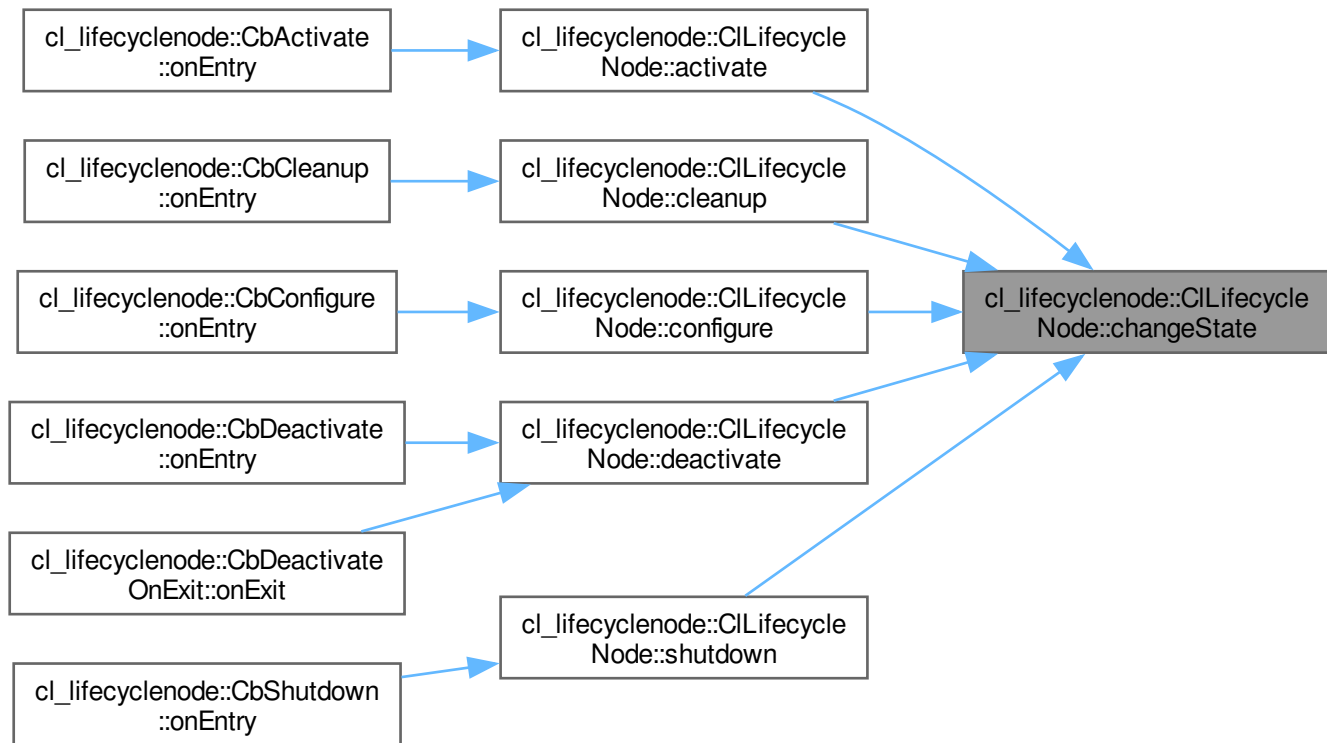 cl_lifecyclenode::CbActivate
::onEntry
cl_lifecyclenode::ClLifecycle
Node::activate
cl_lifecyclenode::CbCleanup
::onEntry
cl_lifecyclenode::ClLifecycle
Node::cleanup
cl_lifecyclenode::CbConfigure
::onEntry
cl_lifecyclenode::ClLifecycle
Node::configure
cl_lifecyclenode::ClLifecycle
Node::changeState
cl_lifecyclenode::CbDeactivate
::onEntry
cl_lifecyclenode::ClLifecycle
Node::deactivate
cl_lifecyclenode::CbDeactivate
OnExit::onExit
cl_lifecyclenode::ClLifecycle
Node::shutdown
cl_lifecyclenode::CbShutdown
::onEntry